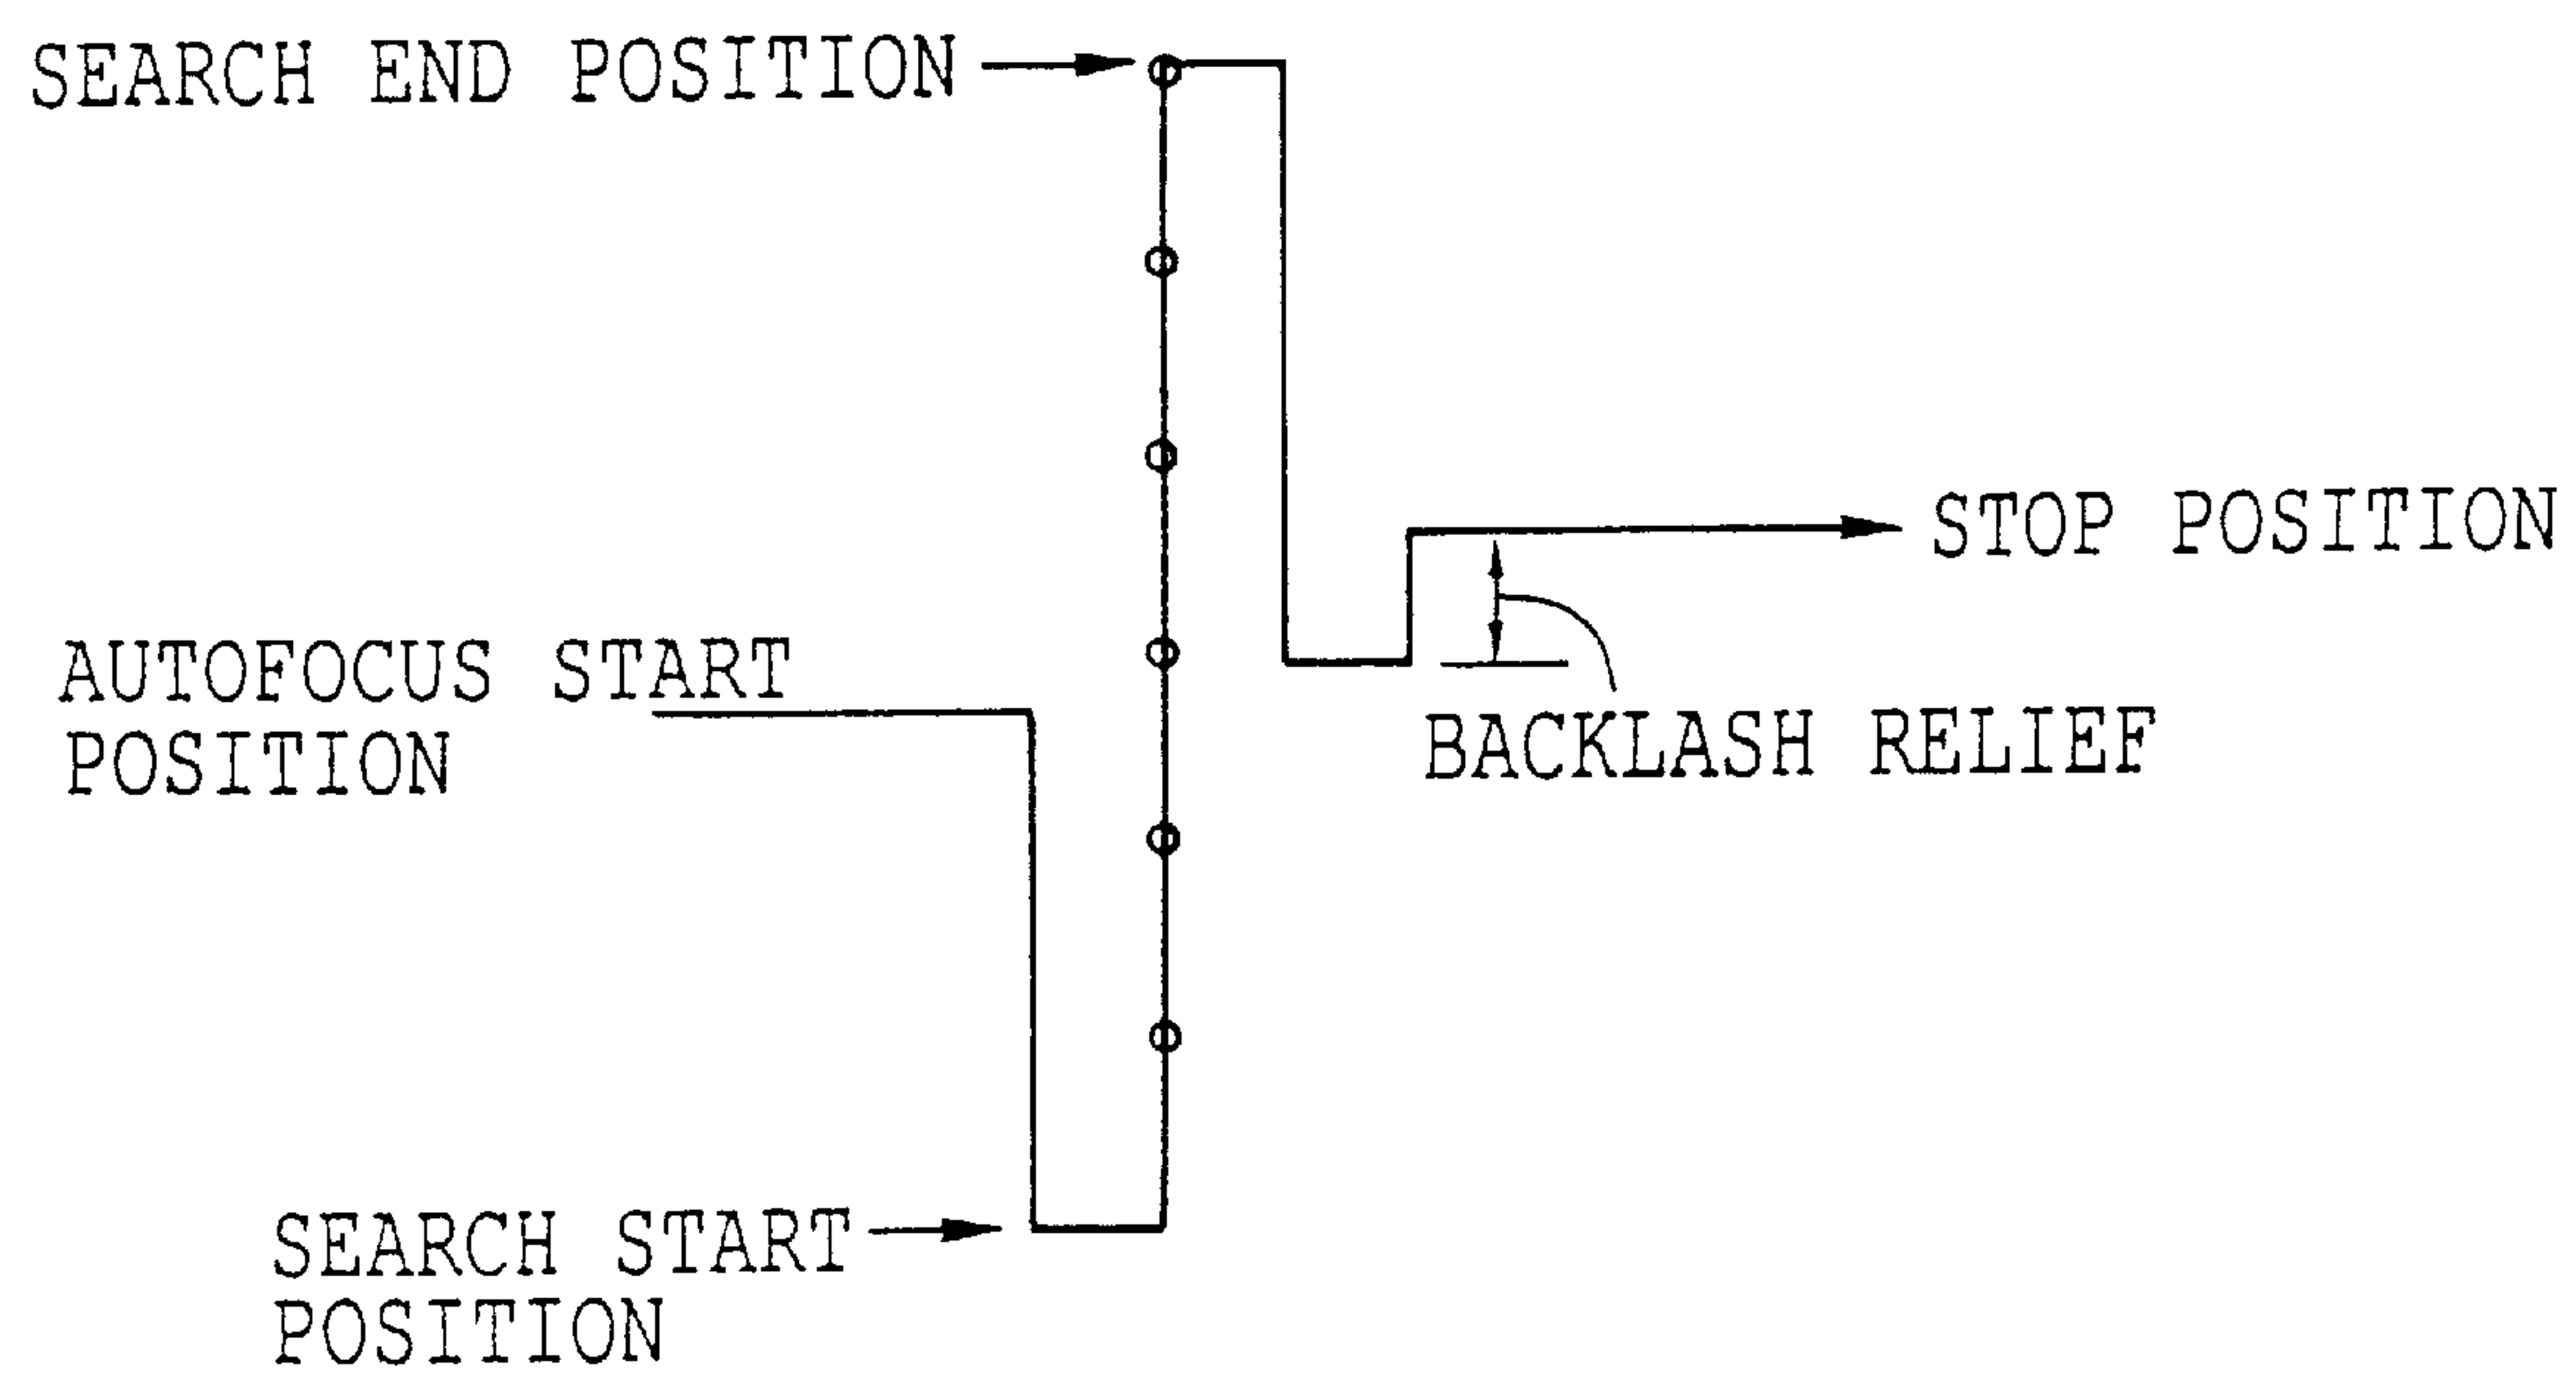 SEARCH END POSITION
STOP POSITION
AUTOFOCUS START
POSITION
BACKLASH RELIEF
SEARCH START
POSITION